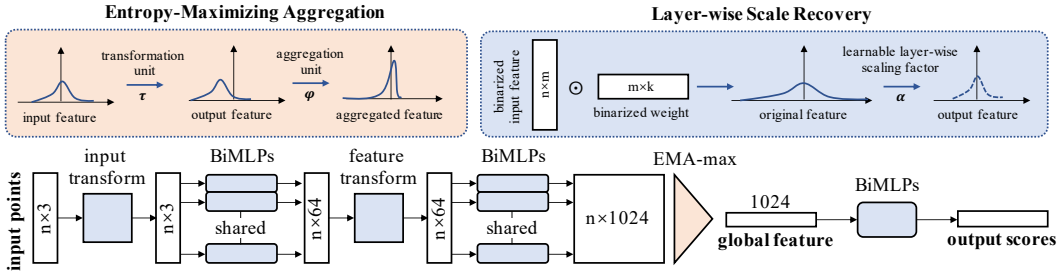 Entropy-Maximizing Aggregation
transformation
unit
τ
aggregation
unit
φ
input feature
output feature
aggregated feature
Layer-wise Scale Recovery
binarized
input feature
n×m
⊙
m×k
binarized weight
original feature
learnable layer-wise
scaling factor
α
output feature
input points
n×3
input
transform
n×3
BiMLPs
shared
n×64
feature
transform
n×64
BiMLPs
shared
n×1024
EMA-max
1024
global feature
BiMLPs
output scores